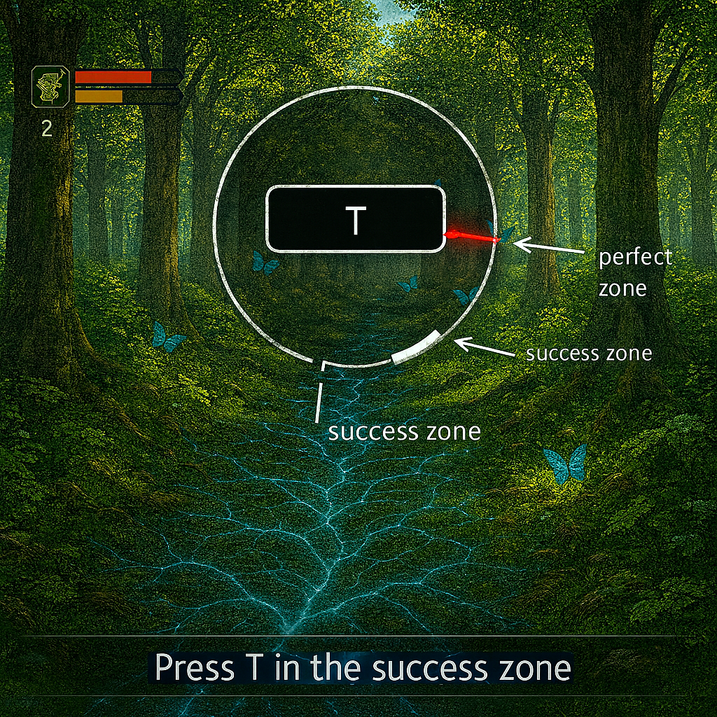 2
T
perfect
zone
success zone
success zone
Press T in the success zone